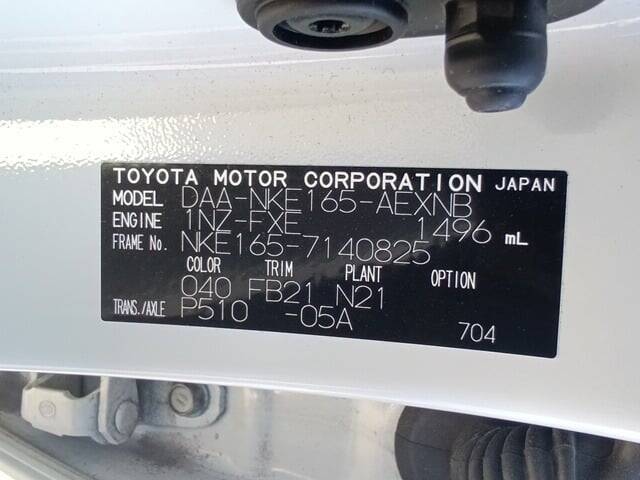 TOYOTA MOTOR CORPORATION JAPAN
MODEL DAA-NKE165-AEXNB
ENGINE 1NZ-FXE 1496 mL
FRAME No. NKE165-7140825
COLOR TRIM PLANT OPTION
040 FB21 N21
TRANS./AXLE P510 -05A
704